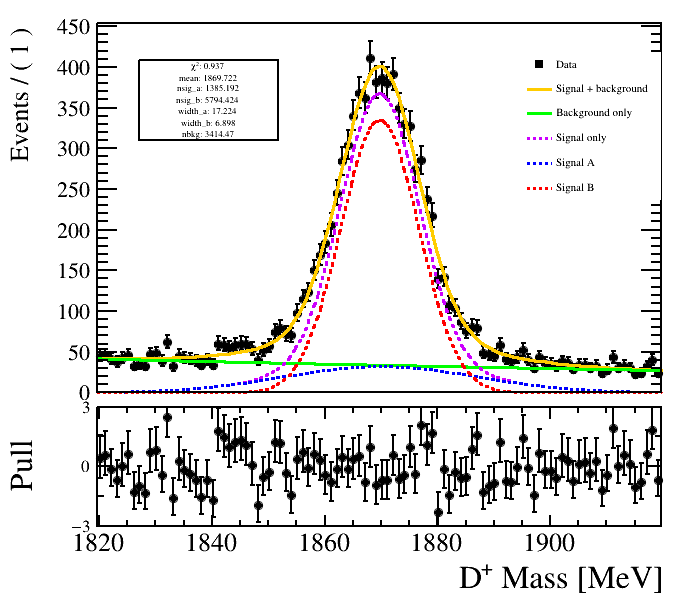 Events / ( 1 )
450
400
350
300
250
200
150
100
50
0
χ²: 0.937
mean: 1869.722
nsig_a: 1385.192
nsig_b: 5794.424
width_a: 17.224
width_b: 6.898
nbkg: 3414.47
Data
Signal + background
Background only
Signal only
Signal A
Signal B
Pull
3
0
−3
1820 1840 1860 1880 1900
D⁺ Mass [MeV]